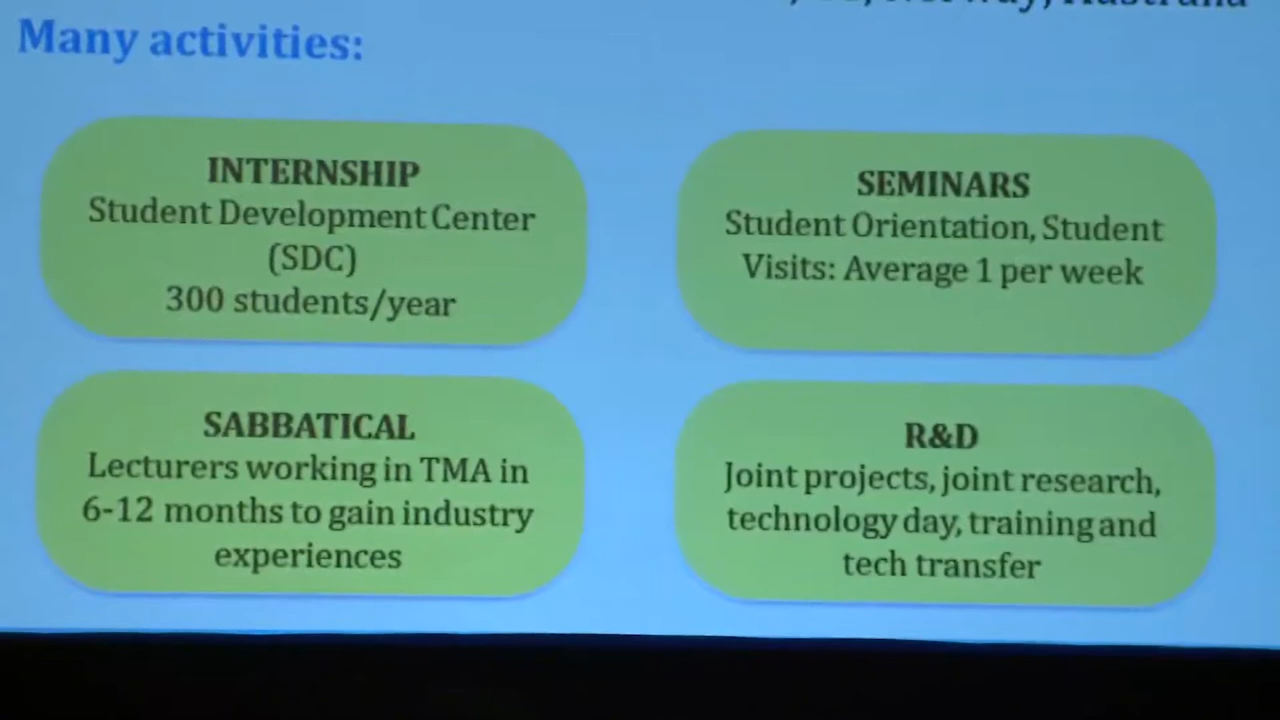 Norway, Australia
Many activities:
INTERNSHIP
Student Development Center
(SDC)
300 students/year
SEMINARS
Student Orientation, Student
Visits: Average 1 per week
SABBATICAL
Lecturers working in TMA in
6-12 months to gain industry
experiences
R&D
Joint projects, joint research,
technology day, training and
tech transfer